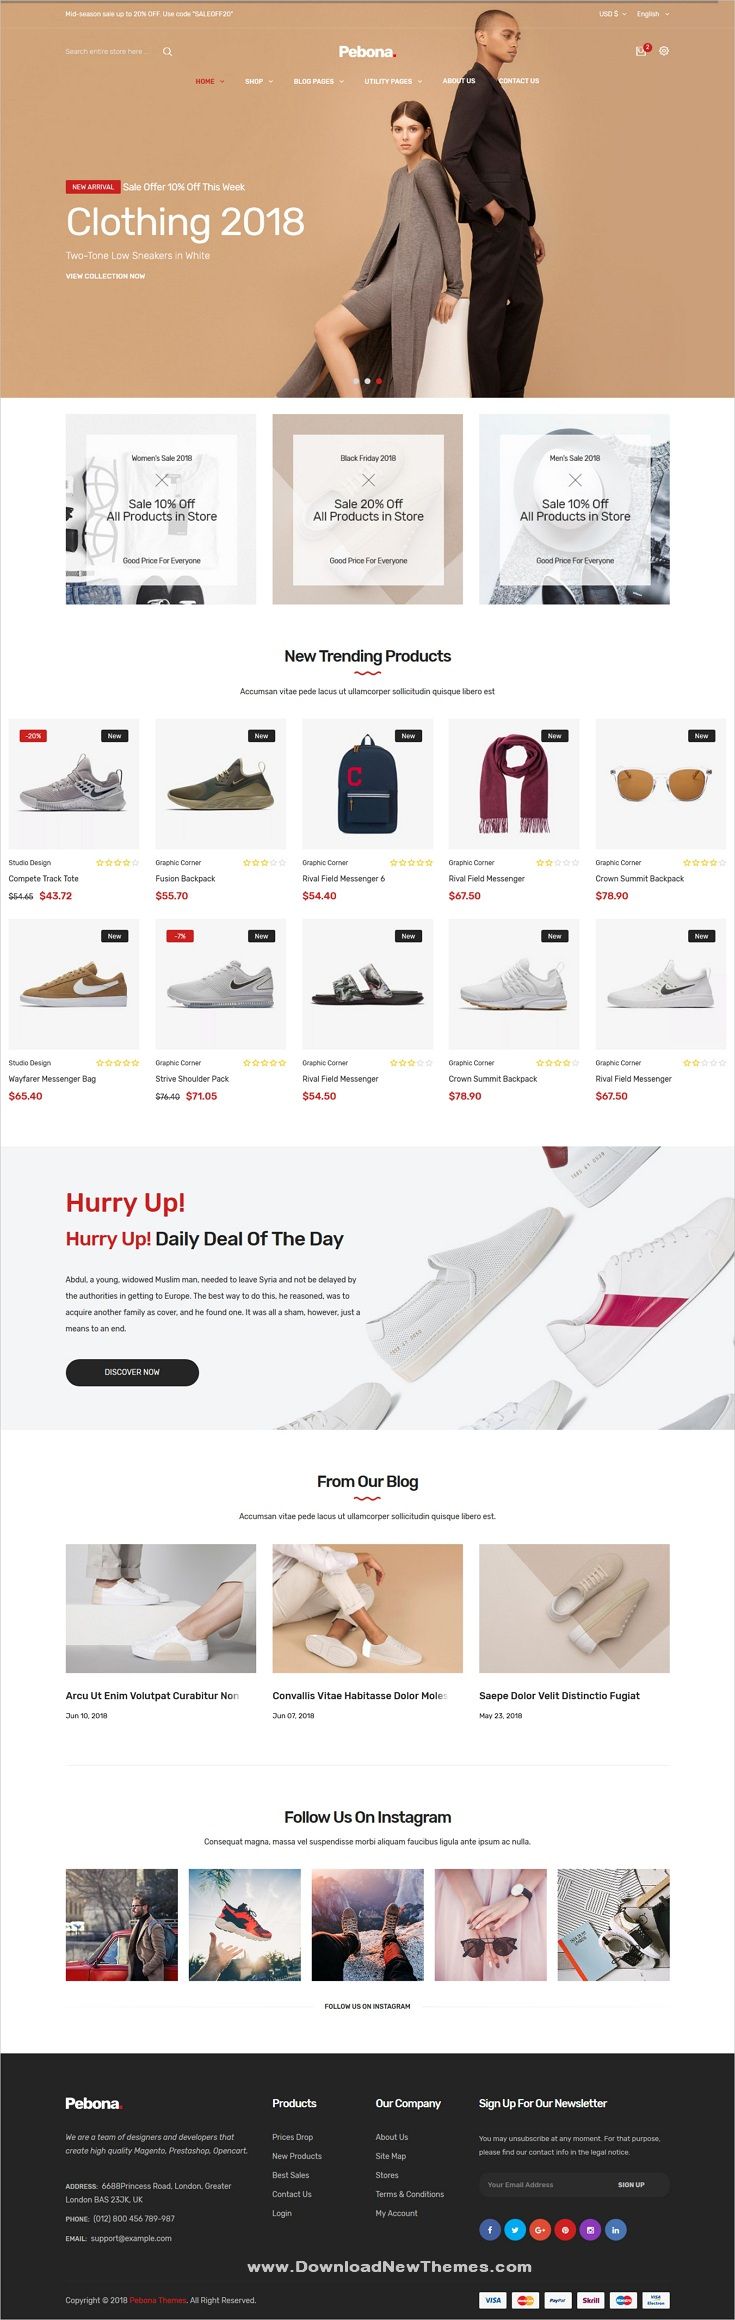 Mid-season sale up to 20% OFF. Use code "SALEOFF20"
USD $ English
Search entire store here ... Pebona. 2
HOME SHOP BLOG PAGES UTILITY PAGES ABOUT US CONTACT US
NEW ARRIVAL Sale Offer 10% Off This Week
Clothing 2018
Two-Tone Low Sneakers in White
VIEW COLLECTION NOW
Women's Sale 2018
Sale 10% Off
All Products in Store
Good Price For Everyone
Black Friday 2018
Sale 20% Off
All Products in Store
Good Price For Everyone
Men's Sale 2018
Sale 10% Off
All Products in Store
Good Price For Everyone
New Trending Products
Accumsan vitae pede lacus ut ullamcorper sollicitudin quisque libero est
-20% New
Studio Design
Compete Track Tote
$54.65 $43.72
New
Graphic Corner
Fusion Backpack
$55.70
New
C
Graphic Corner
Rival Field Messenger 6
$54.40
New
Graphic Corner
Rival Field Messenger
$67.50
New
Graphic Corner
Crown Summit Backpack
$78.90
New
Studio Design
Wayfarer Messenger Bag
$65.40
-7% New
Graphic Corner
Strive Shoulder Pack
$76.40 $71.05
New
Graphic Corner
Rival Field Messenger
$54.50
New
Graphic Corner
Crown Summit Backpack
$78.90
New
Graphic Corner
Rival Field Messenger
$67.50
Hurry Up!
Hurry Up! Daily Deal Of The Day
Abdul, a young, widowed Muslim man, needed to leave Syria and not be delayed by
the authorities in getting to Europe. The best way to do this, he reasoned, was to
acquire another family as cover, and he found one. It was all a sham, however, just a
means to an end.
DISCOVER NOW
From Our Blog
Accumsan vitae pede lacus ut ullamcorper sollicitudin quisque libero est.
Arcu Ut Enim Volutpat Curabitur Non
Jun 10, 2018
Convallis Vitae Habitasse Dolor Moles
Jun 07, 2018
Saepe Dolor Velit Distinctio Fugiat
May 23, 2018
Follow Us On Instagram
Consequat magna, massa vel suspendisse morbi aliquam faucibus ligula ante ipsum ac nulla.
FOLLOW US ON INSTAGRAM
Pebona.
We are a team of designers and developers that
create high quality Magento, Prestashop, Opencart.
ADDRESS: 6688Princess Road, London, Greater
London BAS 23JK, UK
PHONE: (012) 800 456 789-987
EMAIL: support@example.com
Products
Prices Drop
New Products
Best Sales
Contact Us
Login
Our Company
About Us
Site Map
Stores
Terms & Conditions
My Account
Sign Up For Our Newsletter
You may unsubscribe at any moment. For that purpose,
please find our contact info in the legal notice.
Your Email Address SIGN UP
www.DownloadNewThemes.com
Copyright © 2018 Pebona Themes. All Right Reserved.
VISA MasterCard PayPal Skrill Maestro VISA Electron